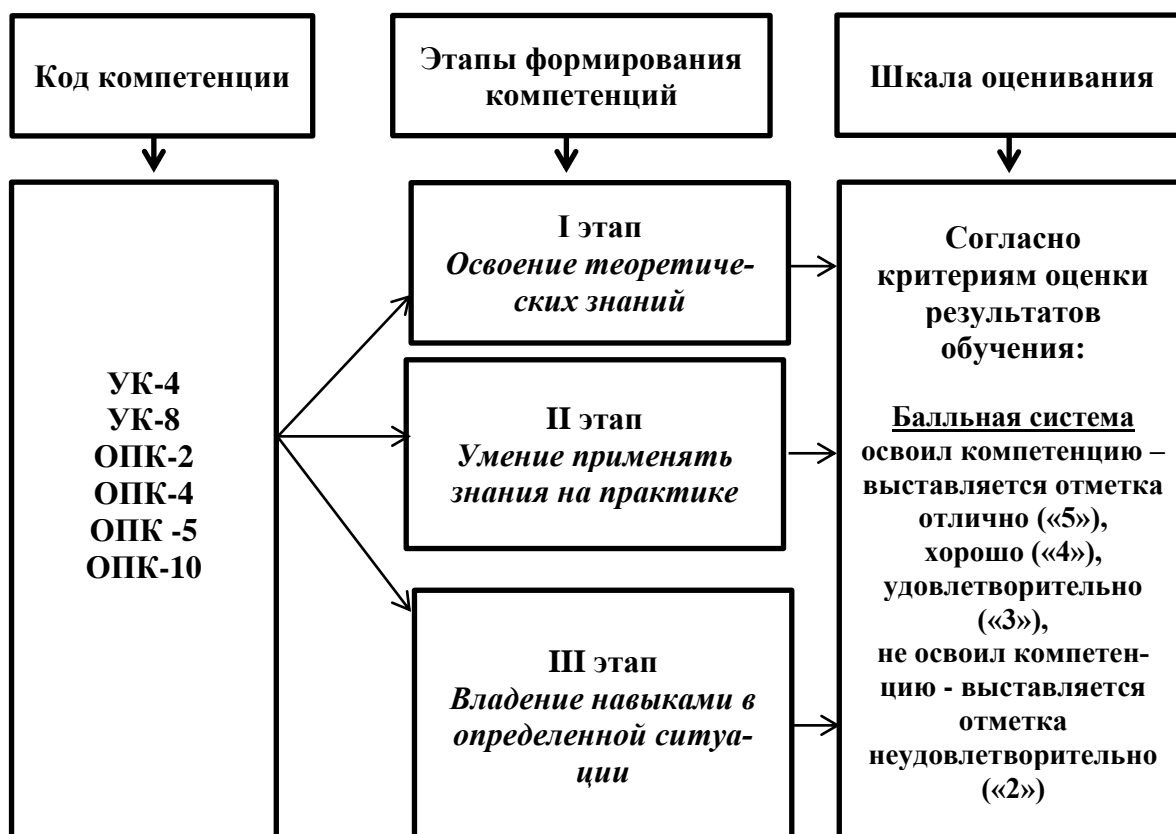 Код компетенции
Этапы формирования
компетенций
Шкала оценивания
УК-4
УК-8
ОПК-2
ОПК-4
ОПК -5
ОПК-10
I этап
Освоение теоретиче-
ских знаний
II этап
Умение применять
знания на практике
III этап
Владение навыками в
определенной ситуа-
ции
Согласно
критериям оценки
результатов
обучения:
Балльная система
освоил компетенцию –
выставляется отметка
отлично («5»),
хорошо («4»),
удовлетворительно
(«3»),
не освоил компетен-
цию - выставляется
отметка
неудовлетворительно
(«2»)